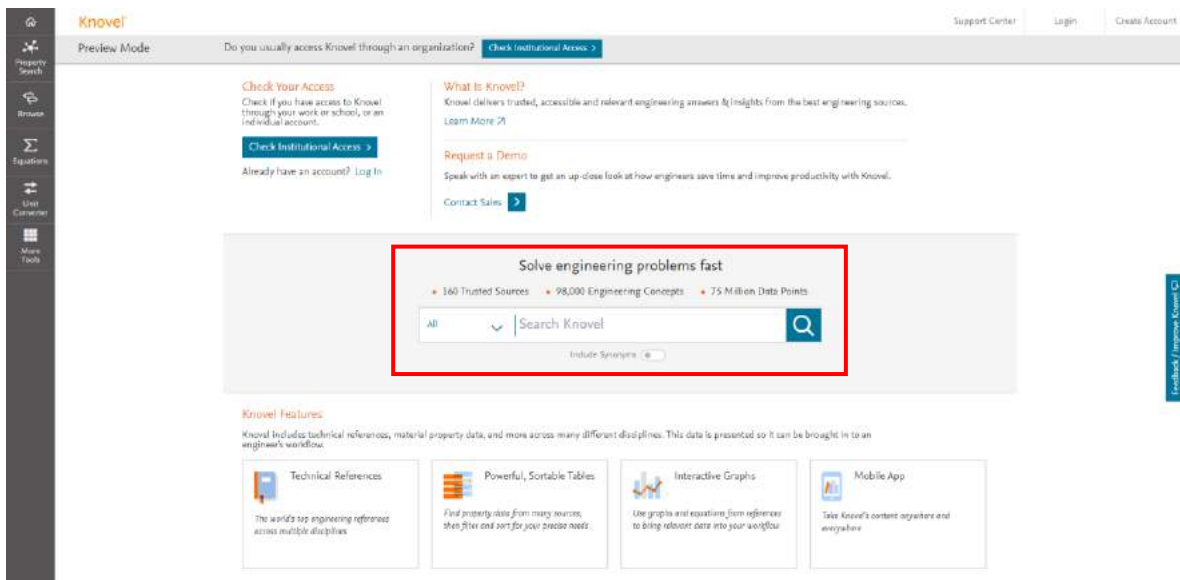 Knovel
Support Center
Login
Create Account
Preview Mode
Do you usually access Knovel through an organization?
Check Institutional Access >
Property
Search
Browse
Equations
Unit
Converter
More
Tools
Check Your Access
Check if you have access to Knovel
through your work or school, or an
individual account.
Check Institutional Access >
Already have an account? Log In
What Is Knovel?
Knovel delivers trusted, accessible and relevant engineering answers & insights from the best engineering sources.
Learn More
Request a Demo
Speak with an expert to get an up-close look at how engineers save time and improve productivity with Knovel.
Contact Sales >
Solve engineering problems fast
• 160 Trusted Sources • 98,000 Engineering Concepts • 75 Million Data Points
All
Search Knovel
Include Synonyms
Feedback / Improve Knovel
Knovel Features
Knovel includes technical references, material property data, and more across many different disciplines. This data is presented so it can be brought in to an
engineer's workflow.
Technical References
The world's top engineering references
across multiple disciplines
Powerful, Sortable Tables
Find property data from many sources,
then filter and sort for your precise needs
Interactive Graphs
Use graphs and equations from references
to bring relevant data into your workflow
Mobile App
Take Knovel's content anywhere and
everywhere